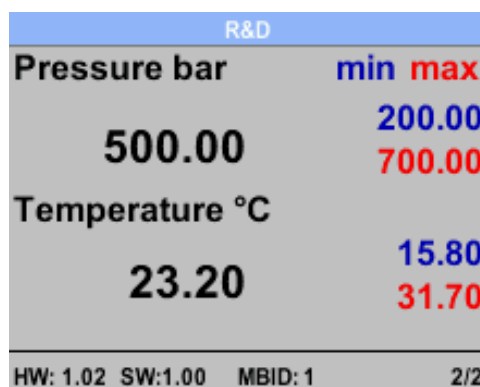 R&D
Pressure bar min max
200.00
500.00
700.00
Temperature °C
15.80
23.20
31.70
HW: 1.02 SW:1.00 MBID: 1 2/2